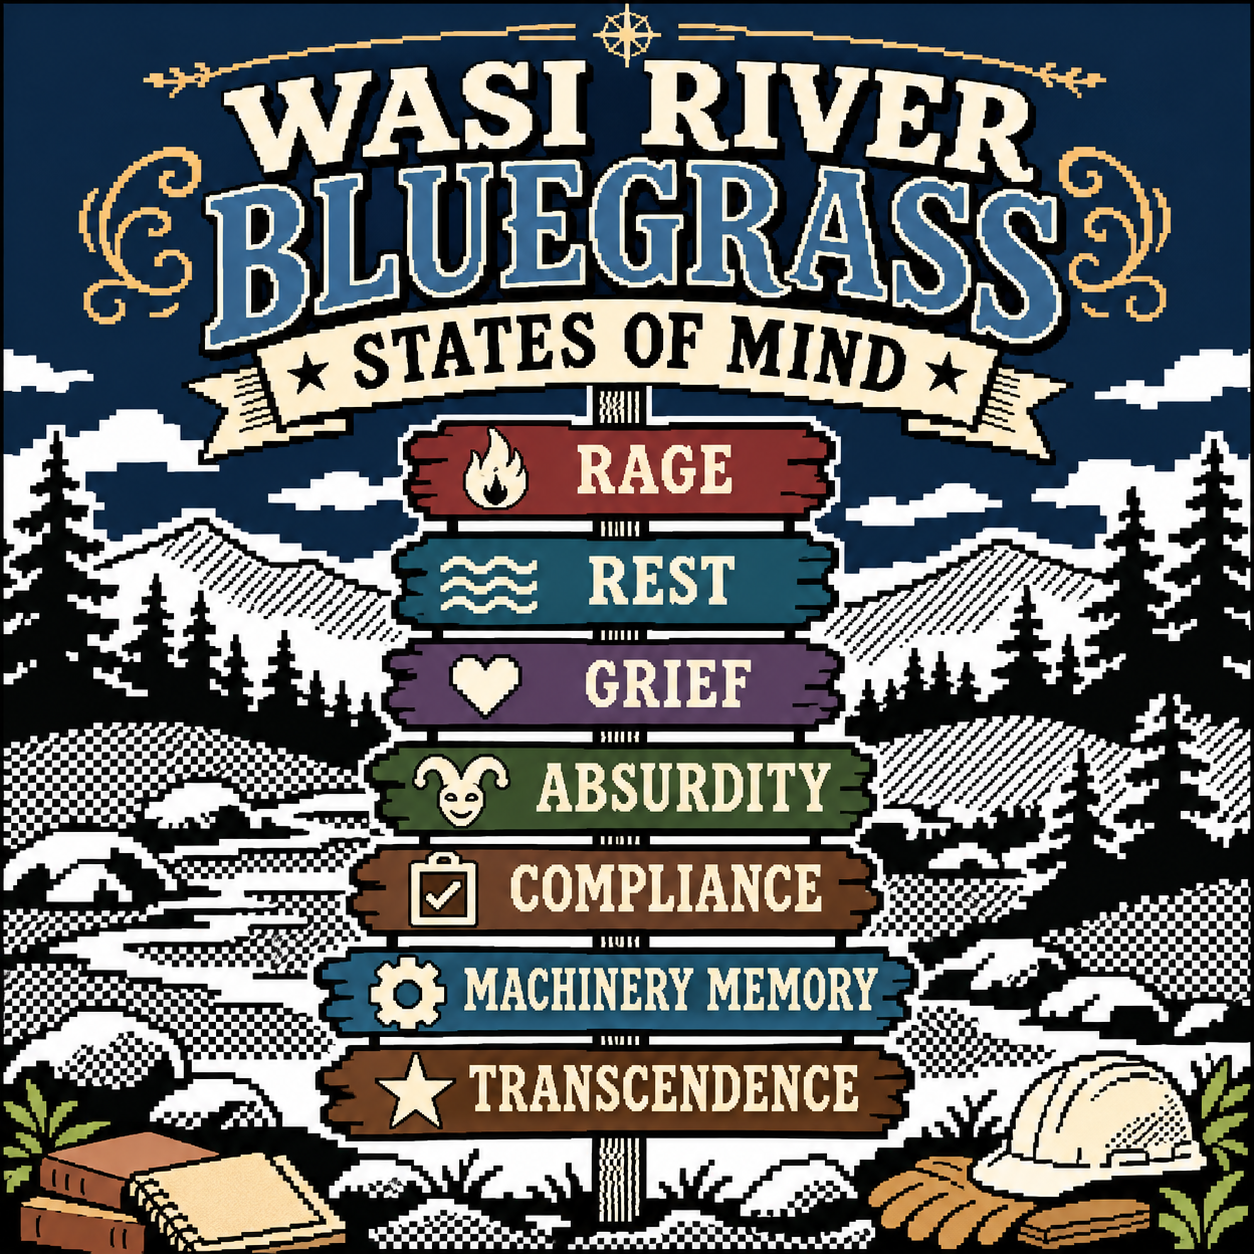 WASI RIVER
BLUEGRASS
STATES OF MIND
RAGE
REST
GRIEF
ABSURDITY
COMPLIANCE
MACHINERY MEMORY
TRANSCENDENCE